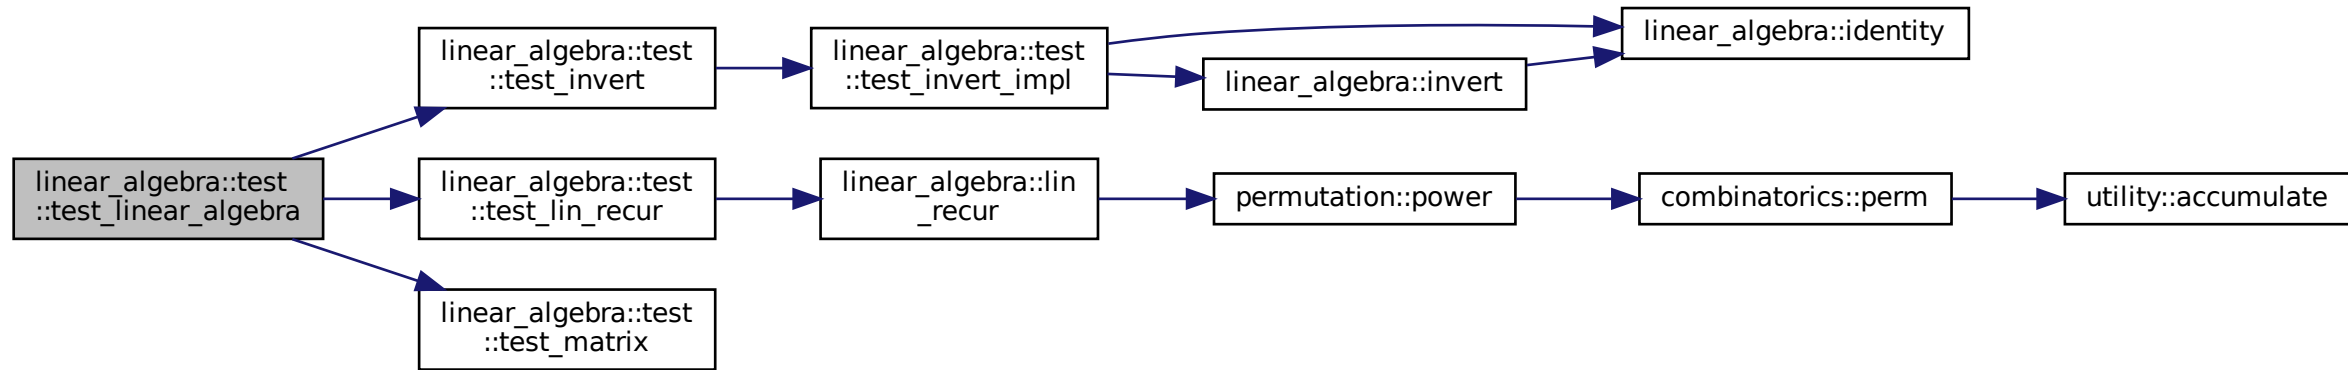 linear_algebra::test
::test_linear_algebra
linear_algebra::test
::test_invert
linear_algebra::test
::test_invert_impl
linear_algebra::identity
linear_algebra::invert
linear_algebra::test
::test_lin_recur
linear_algebra::lin
_recur
permutation::power
combinatorics::perm
utility::accumulate
linear_algebra::test
::test_matrix